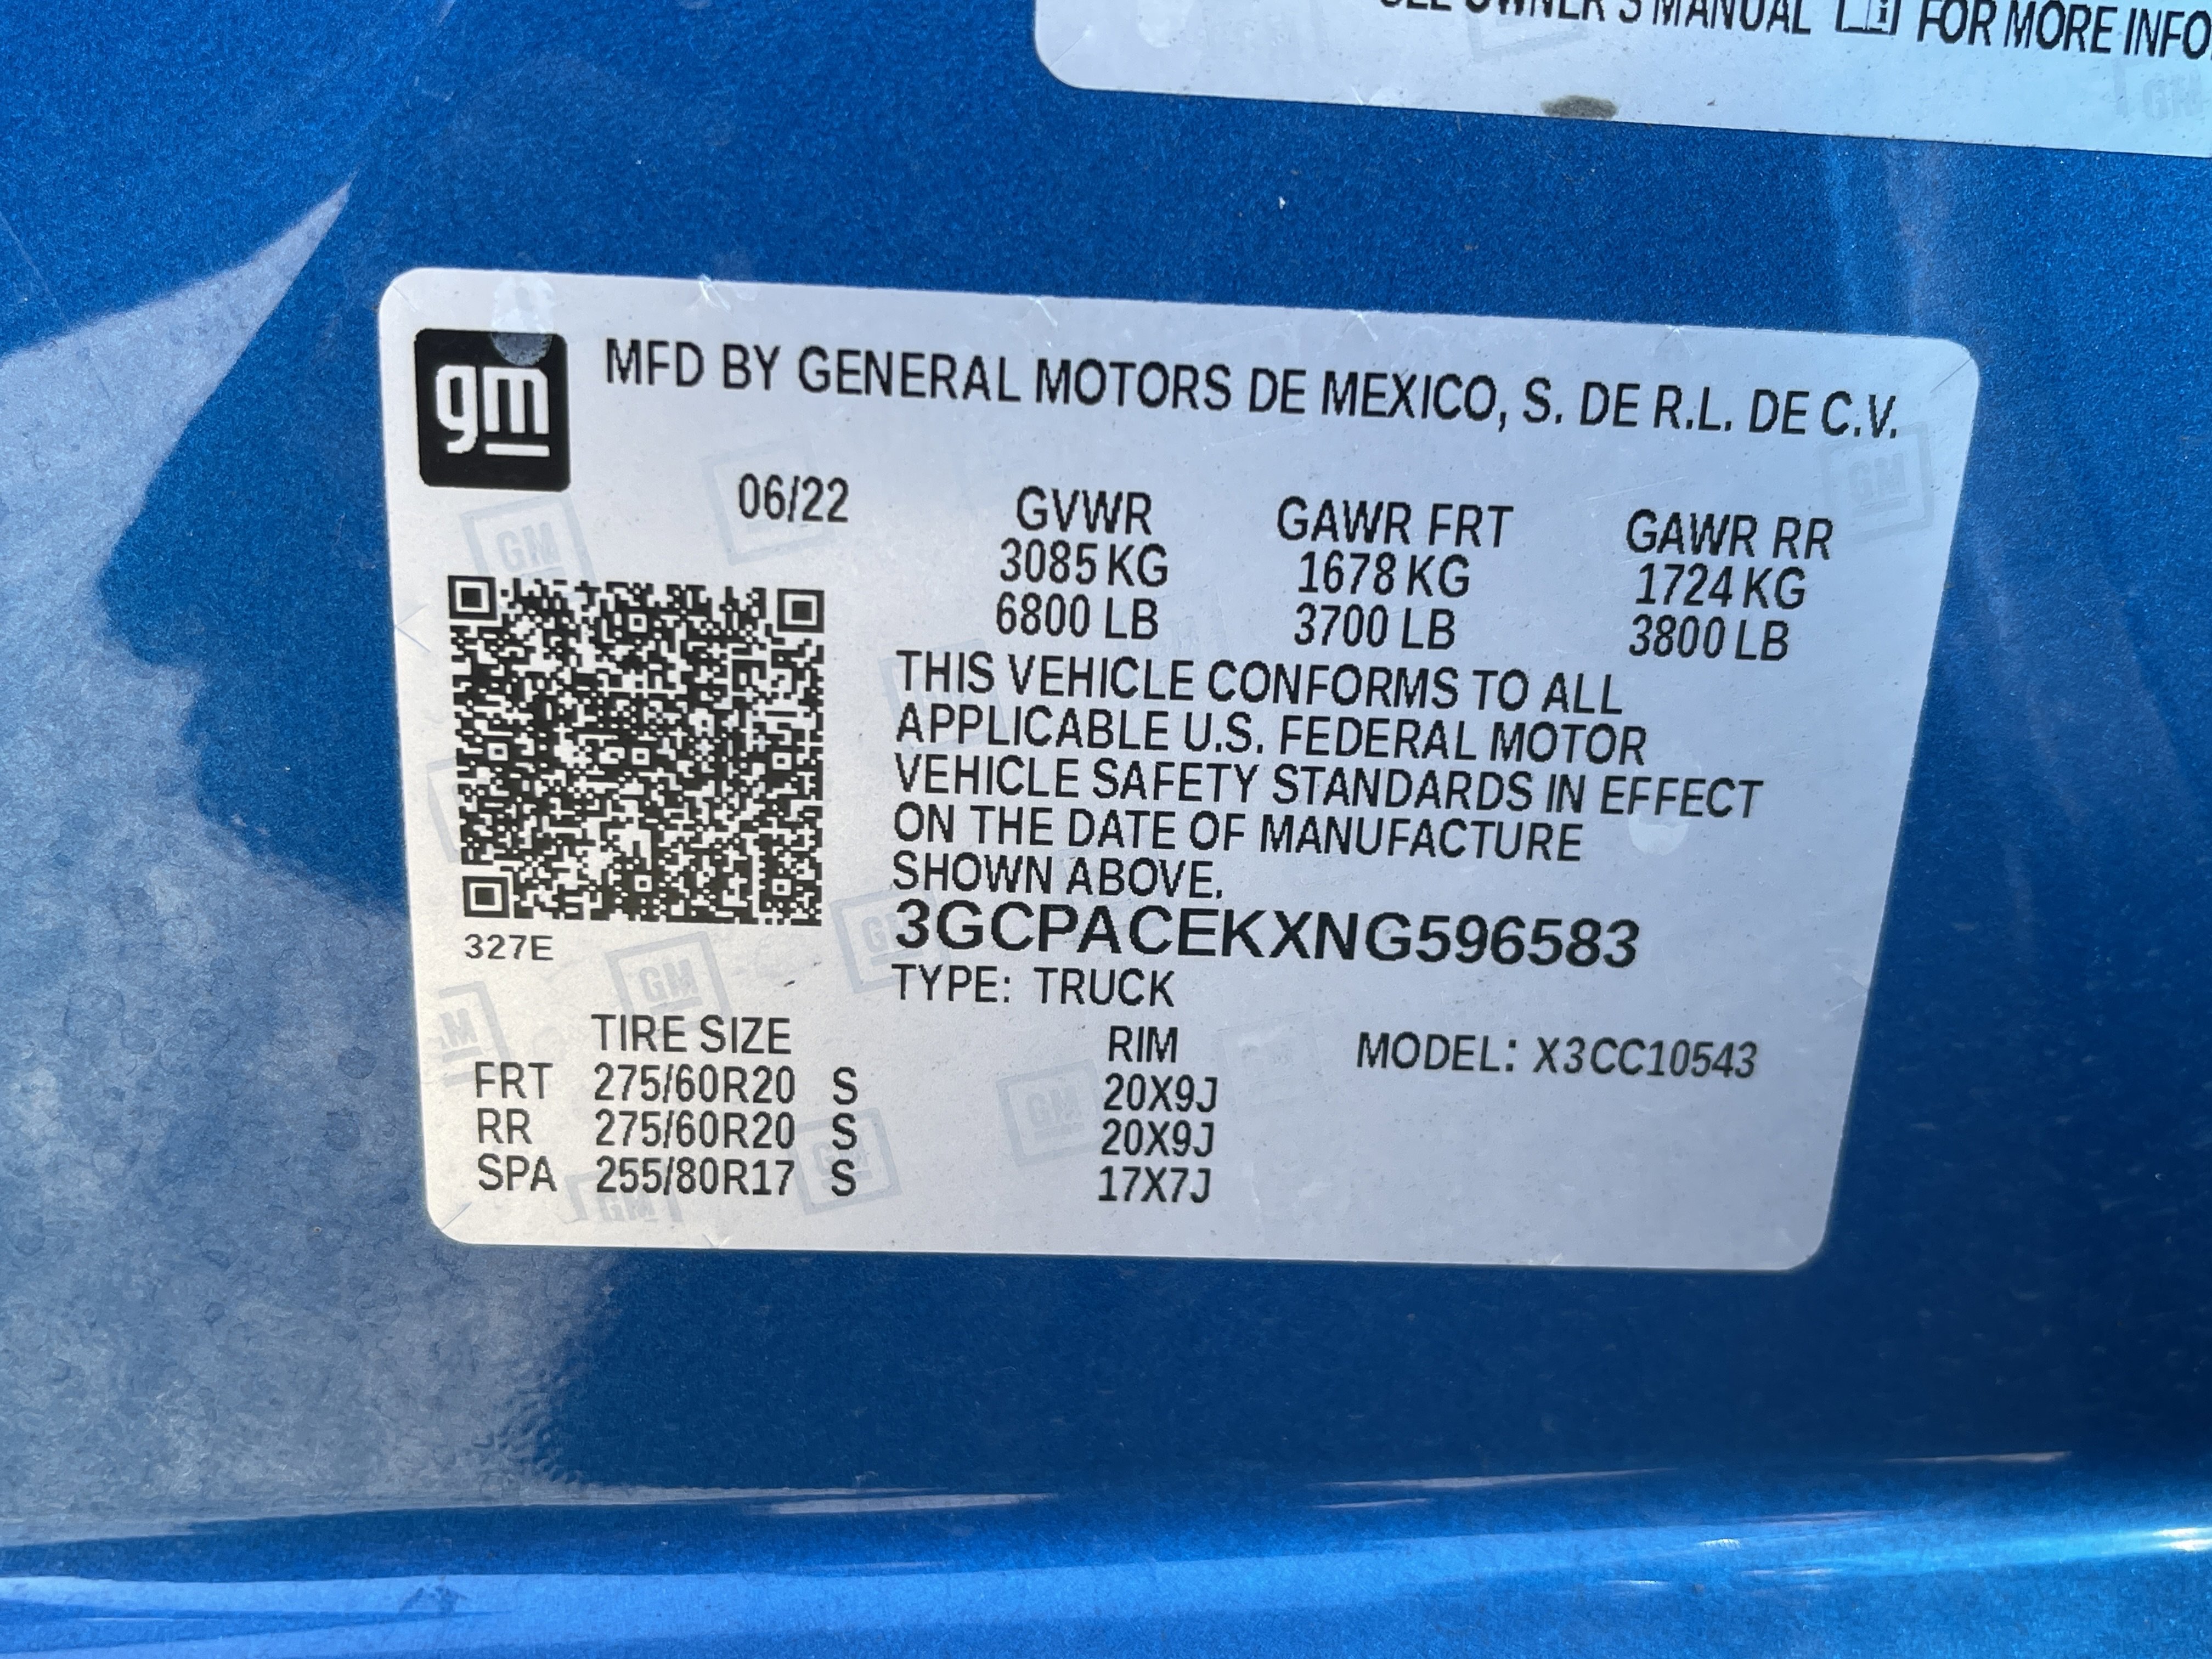 OWNER'S MANUAL FOR MORE INFO
gm
MFD BY GENERAL MOTORS DE MEXICO, S. DE R.L. DE C.V.
06/22 GVWR GAWR FRT GAWR RR
3085 KG 1678 KG 1724 KG
6800 LB 3700 LB 3800 LB
THIS VEHICLE CONFORMS TO ALL
APPLICABLE U.S. FEDERAL MOTOR
VEHICLE SAFETY STANDARDS IN EFFECT
ON THE DATE OF MANUFACTURE
SHOWN ABOVE.
3GCPACEKXNG596583
327E
TYPE: TRUCK
TIRE SIZE RIM MODEL: X3CC10543
FRT 275/60R20 S 20X9J
RR 275/60R20 S 20X9J
SPA 255/80R17 S 17X7J